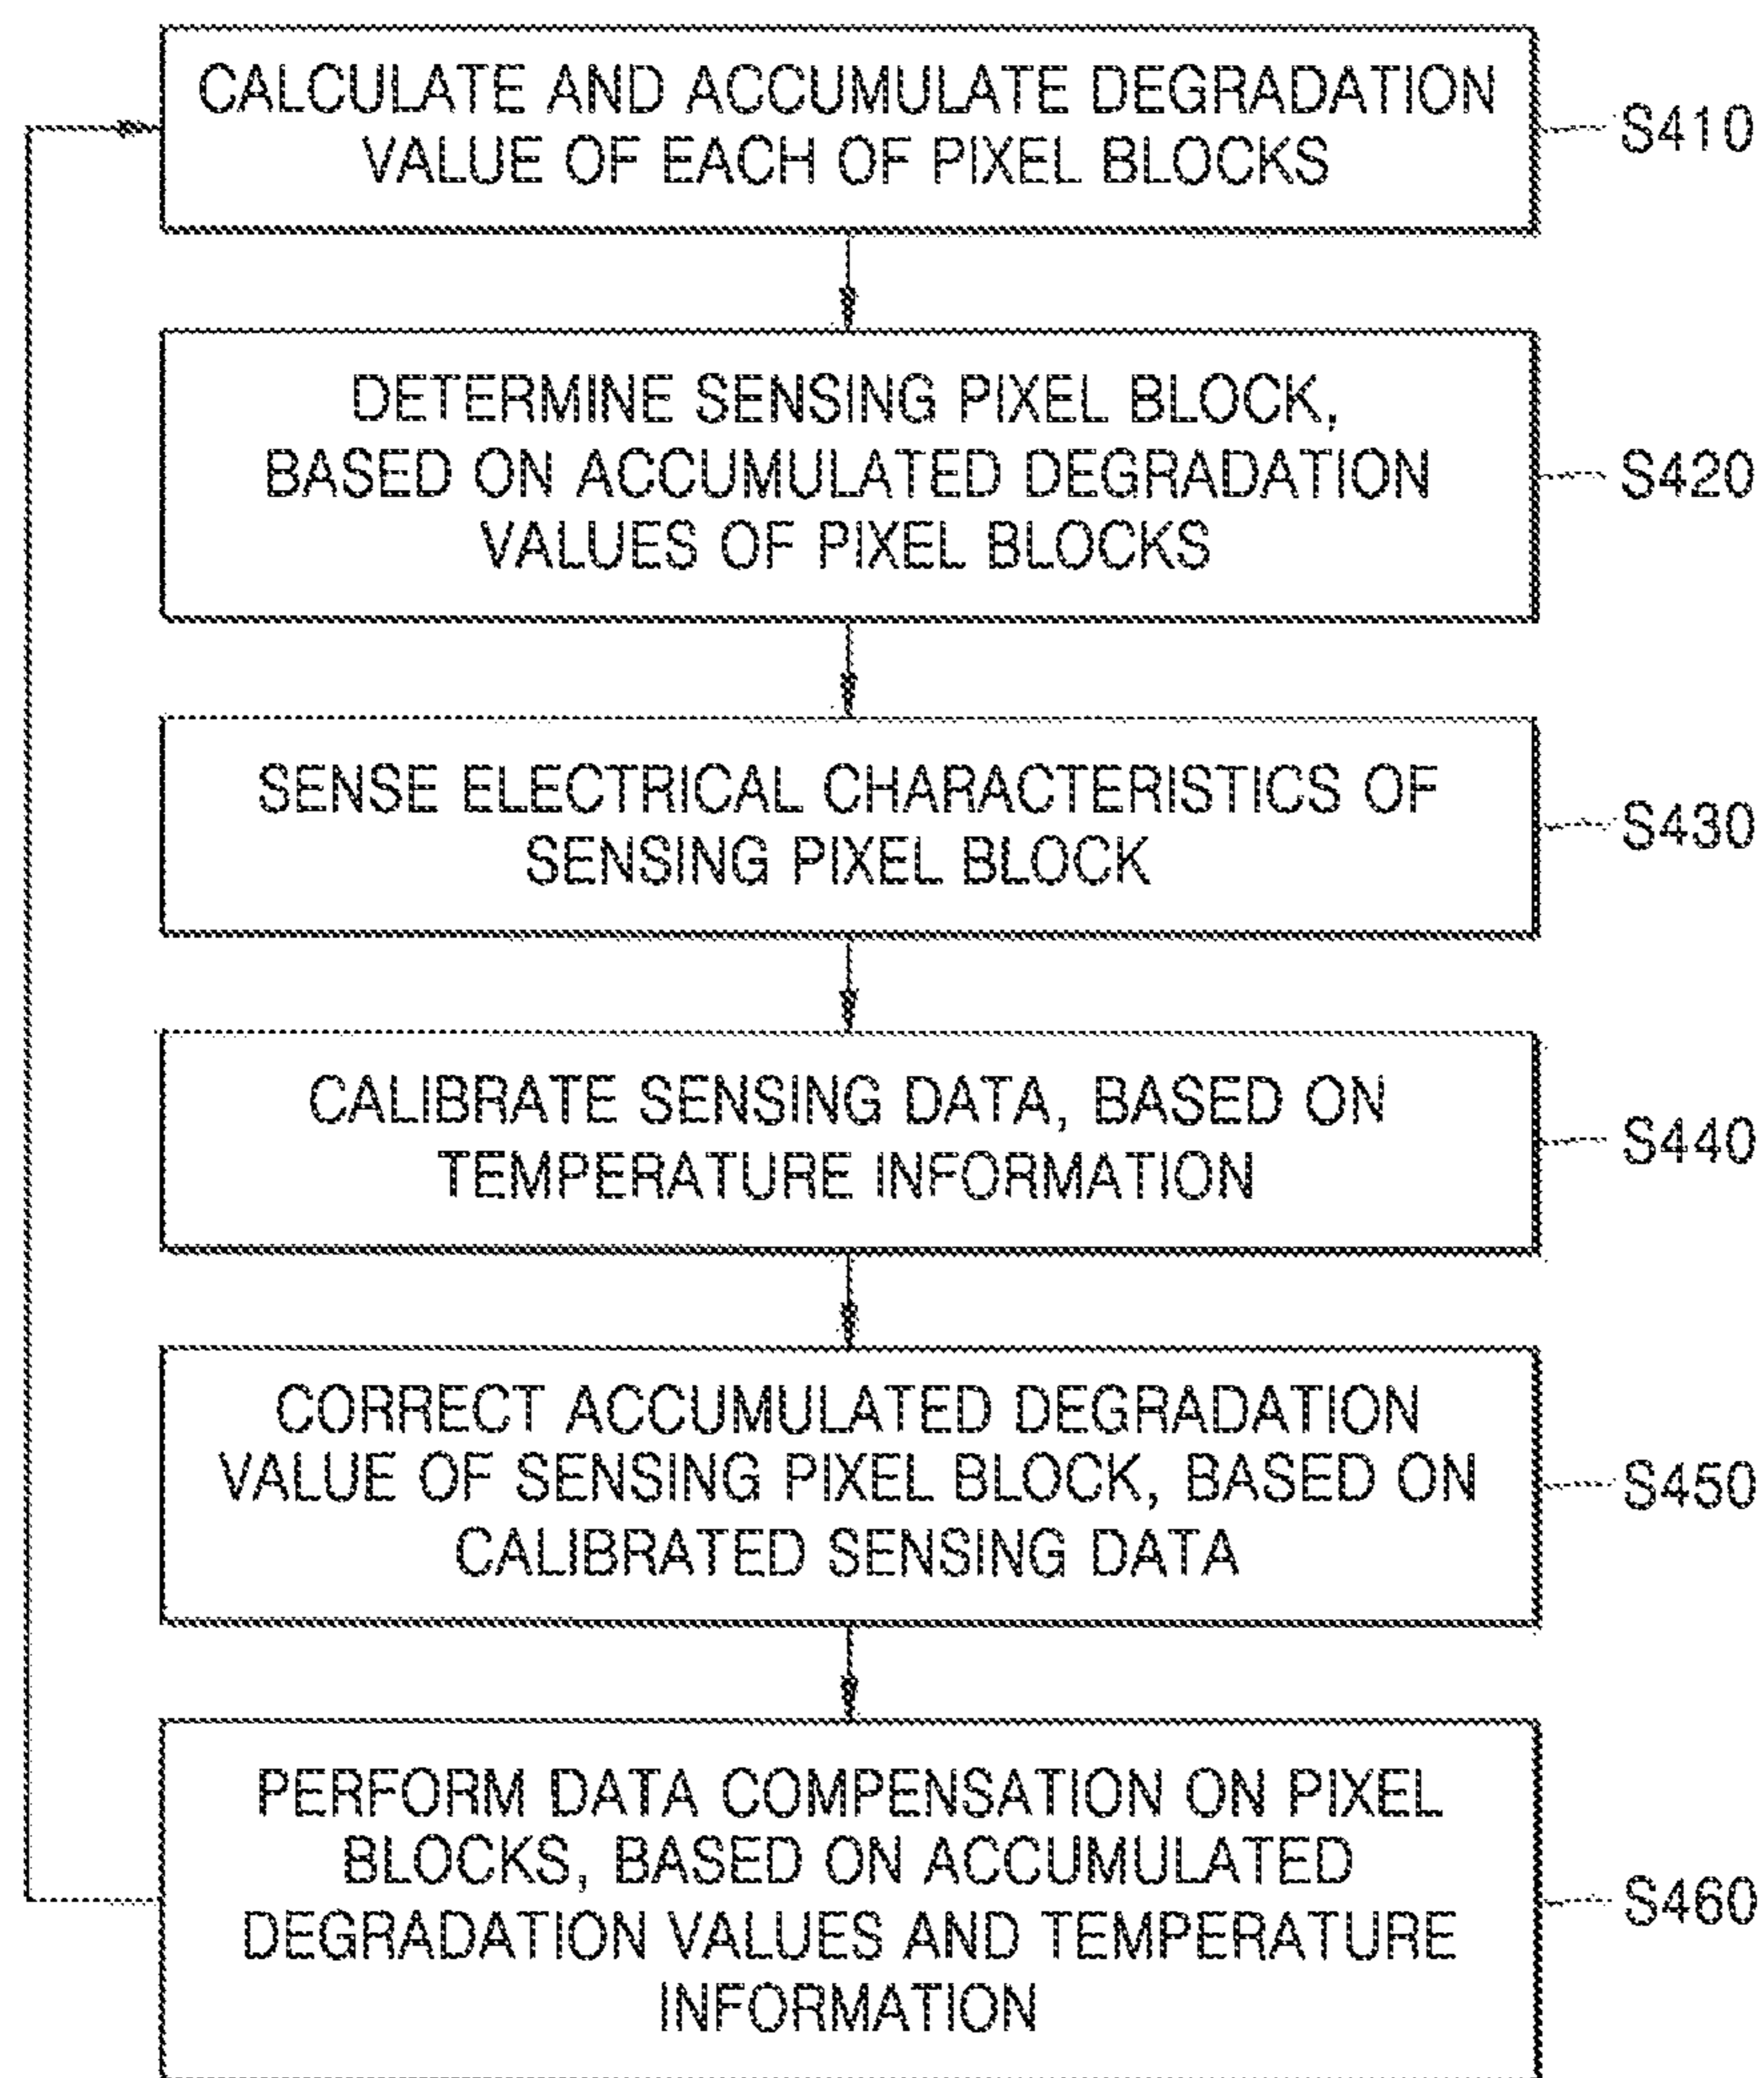 CALCULATE AND ACCUMULATE DEGRADATION
VALUE OF EACH OF PIXEL BLOCKS
S410
DETERMINE SENSING PIXEL BLOCK,
BASED ON ACCUMULATED DEGRADATION
VALUES OF PIXEL BLOCKS
S420
SENSE ELECTRICAL CHARACTERISTICS OF
SENSING PIXEL BLOCK
S430
CALIBRATE SENSING DATA, BASED ON
TEMPERATURE INFORMATION
S440
CORRECT ACCUMULATED DEGRADATION
VALUE OF SENSING PIXEL BLOCK, BASED ON
CALIBRATED SENSING DATA
S450
PERFORM DATA COMPENSATION ON PIXEL
BLOCKS, BASED ON ACCUMULATED
DEGRADATION VALUES AND TEMPERATURE
INFORMATION
S460